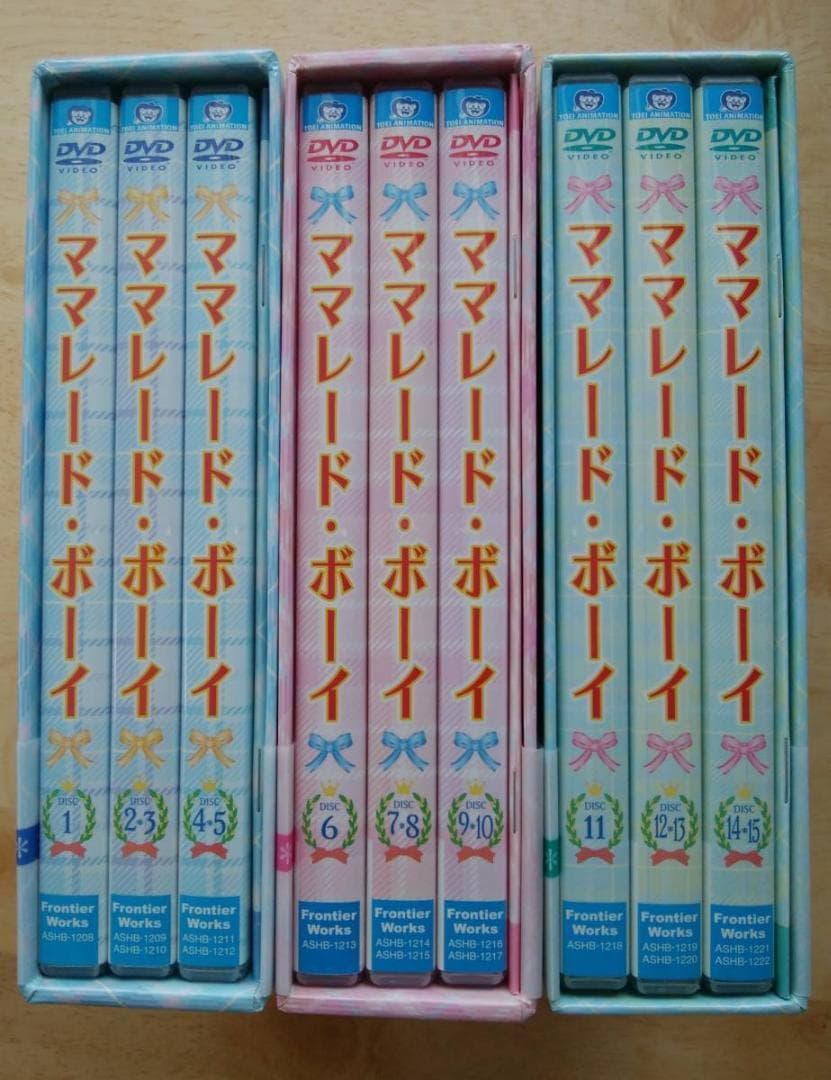 TOEI ANIMATION
DVD
VIDEO
ママレード・ボーイ
DISC
1
Frontier
Works
ASHB-1208
TOEI ANIMATION
DVD
VIDEO
ママレード・ボーイ
DISC
2・3
Frontier
Works
ASHB-1209
ASHB-1210
TOEI ANIMATION
DVD
VIDEO
ママレード・ボーイ
DISC
4・5
Frontier
Works
ASHB-1211
ASHB-1212
TOEI ANIMATION
DVD
VIDEO
ママレード・ボーイ
DISC
6
Frontier
Works
ASHB-1213
TOEI ANIMATION
DVD
VIDEO
ママレード・ボーイ
DISC
7・8
Frontier
Works
ASHB-1214
ASHB-1215
TOEI ANIMATION
DVD
VIDEO
ママレード・ボーイ
DISC
9・10
Frontier
Works
ASHB-1216
ASHB-1217
TOEI ANIMATION
DVD
VIDEO
ママレード・ボーイ
DISC
11
Frontier
Works
ASHB-1218
TOEI ANIMATION
DVD
VIDEO
ママレード・ボーイ
DISC
12・13
Frontier
Works
ASHB-1219
ASHB-1220
TOEI ANIMATION
DVD
VIDEO
ママレード・ボーイ
DISC
14・15
Frontier
Works
ASHB-1221
ASHB-1222